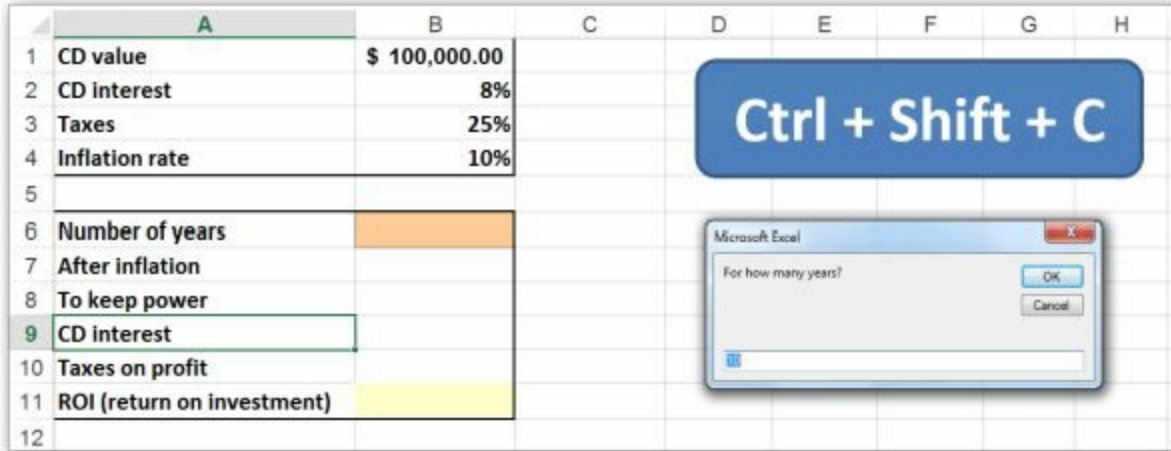 A B C D E F G H
1 CD value $ 100,000.00
2 CD interest 8%
3 Taxes 25%
4 Inflation rate 10%
5
6 Number of years
7 After inflation
8 To keep power
9 CD interest
10 Taxes on profit
11 ROI (return on investment)
12
Ctrl + Shift + C
Microsoft Excel
X
For how many years?
OK
Cancel
10